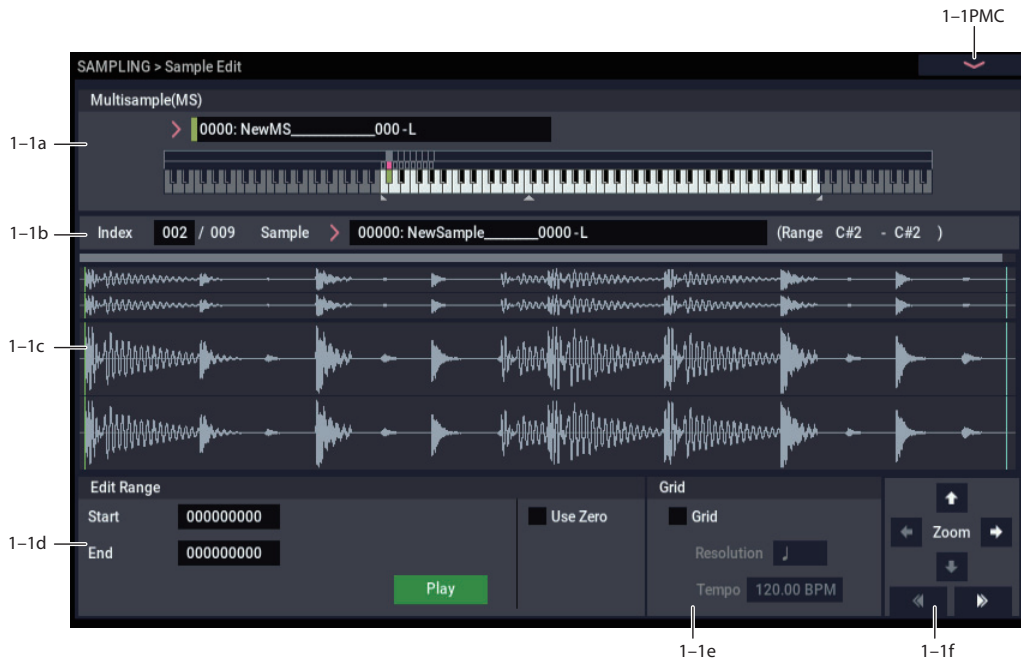 1–1PMC
SAMPLING > Sample Edit
Multisample(MS)
1–1a
0000: NewMS__________000 -L
1–1b
Index 002 / 009 Sample 00000: NewSample_______0000 -L (Range C#2 - C#2 )
1–1c
Edit Range
Grid
Start 000000000
Use Zero
Grid
Zoom
1–1d
End 000000000
Resolution
Play
Tempo 120.00 BPM
1–1e
1–1f